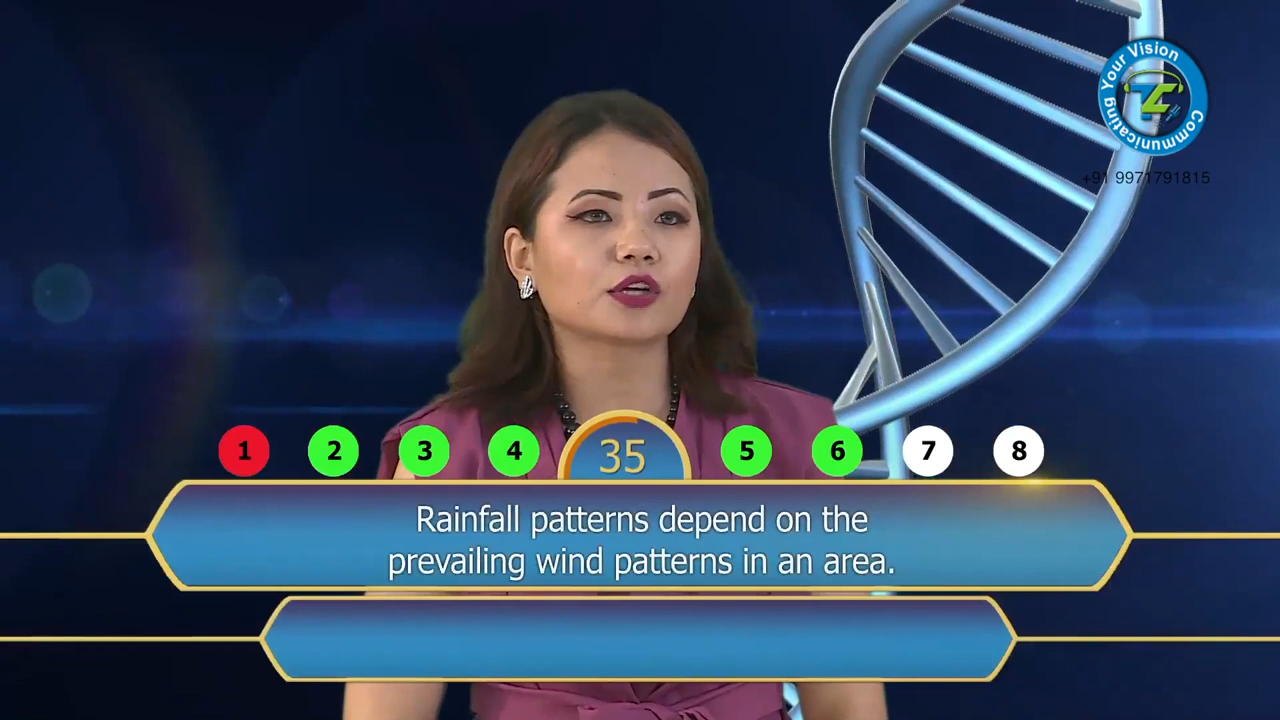 Communicating Your Vision
TC
+91 9971791815
1 2 3 4 35 5 6 7 8
Rainfall patterns depend on the
prevailing wind patterns in an area.